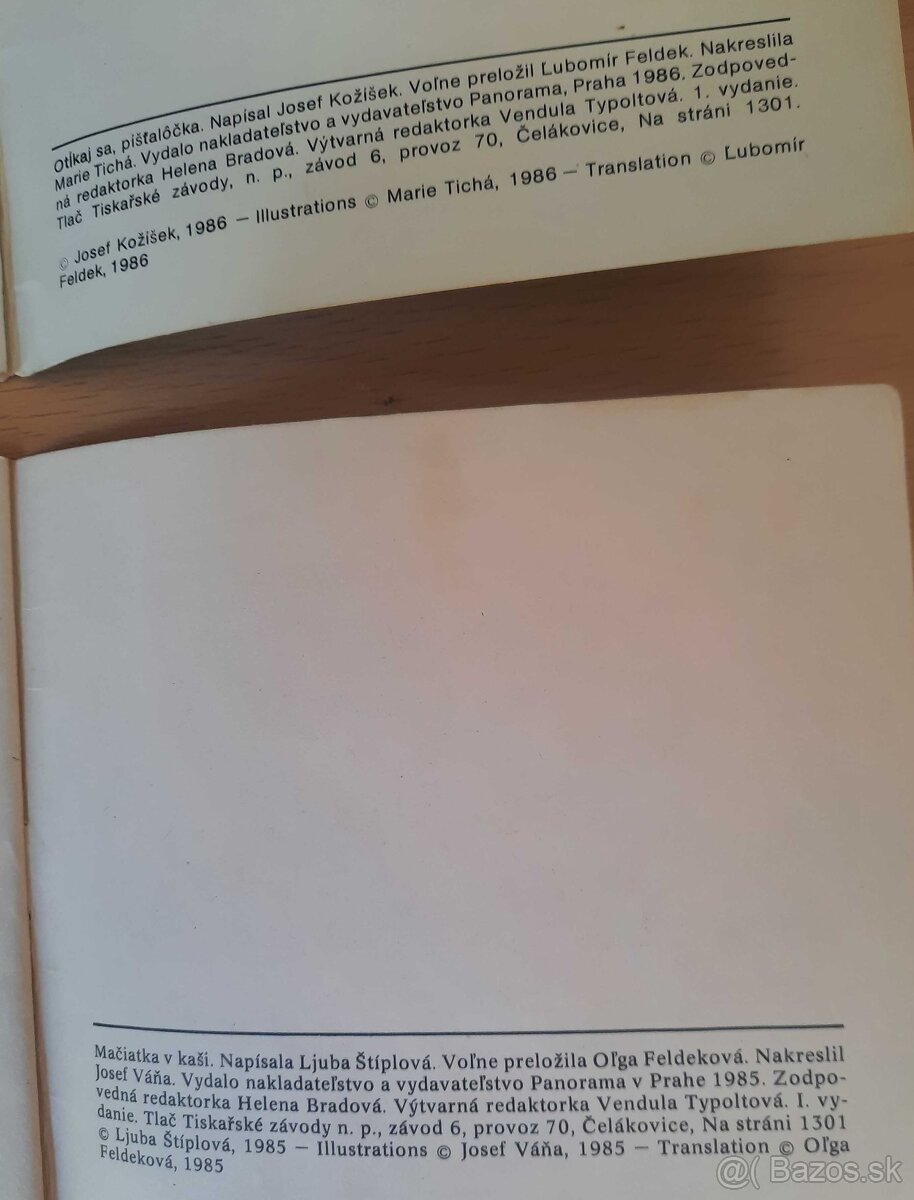 Otĺkaj sa, píšťalôčka. Napísal Josef Kožíšek. Voľne preložil Ľubomír Feldek. Nakreslila
Marie Tichá. Vydalo nakladateľstvo a vydavateľstvo Panorama, Praha 1986. Zodpoved-
ná redaktorka Helena Bradová. Výtvarná redaktorka Vendula Typoltová. 1. vydanie.
Tlač Tiskařské závody, n. p., závod 6, provoz 70, Čelákovice, Na stráni 1301.
© Josef Kožíšek, 1986 — Illustrations © Marie Tichá, 1986 — Translation © Lubomír
Feldek, 1986
Mačiatka v kaši. Napísala Ljuba Štíplová. Voľne preložila Oľga Feldeková. Nakreslil
Josef Váňa. Vydalo nakladateľstvo a vydavateľstvo Panorama v Prahe 1985. Zodpo-
vedná redaktorka Helena Bradová. Výtvarná redaktorka Vendula Typoltová. I. vy-
danie. Tlač Tiskařské závody n. p., závod 6, provoz 70, Čelákovice, Na stráni 1301
© Ljuba Štíplová, 1985 — Illustrations © Josef Váňa, 1985 — Translation © Oľga
Feldeková, 1985
@( Bazos.sk